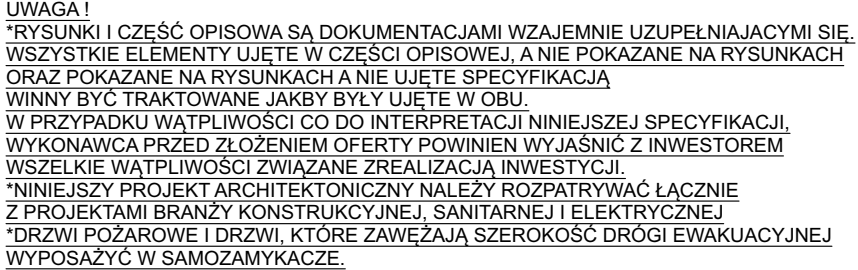 UWAGA !
*RYSUNKI I CZĘŚĆ OPISOWA SĄ DOKUMENTACJAMI WZAJEMNIE UZUPEŁNIAJACYMI SIĘ.
WSZYSTKIE ELEMENTY UJĘTE W CZĘŚCI OPISOWEJ, A NIE POKAZANE NA RYSUNKACH
ORAZ POKAZANE NA RYSUNKACH A NIE UJĘTE SPECYFIKACJĄ
WINNY BYĆ TRAKTOWANE JAKBY BYŁY UJĘTE W OBU.
W PRZYPADKU WĄTPLIWOŚCI CO DO INTERPRETACJI NINIEJSZEJ SPECYFIKACJI,
WYKONAWCA PRZED ZŁOŻENIEM OFERTY POWINIEN WYJAŚNIĆ Z INWESTOREM
WSZELKIE WĄTPLIWOŚCI ZWIĄZANE ZREALIZACJĄ INWESTYCJI.
*NINIEJSZY PROJEKT ARCHITEKTONICZNY NALEŻY ROZPATRYWAĆ ŁĄCZNIE
Z PROJEKTAMI BRANŻY KONSTRUKCYJNEJ, SANITARNEJ I ELEKTRYCZNEJ
*DRZWI POŻAROWE I DRZWI, KTÓRE ZAWĘŻAJĄ SZEROKOŚĆ DRÓGI EWAKUACYJNEJ
WYPOSAŻYĆ W SAMOZAMYKACZE.